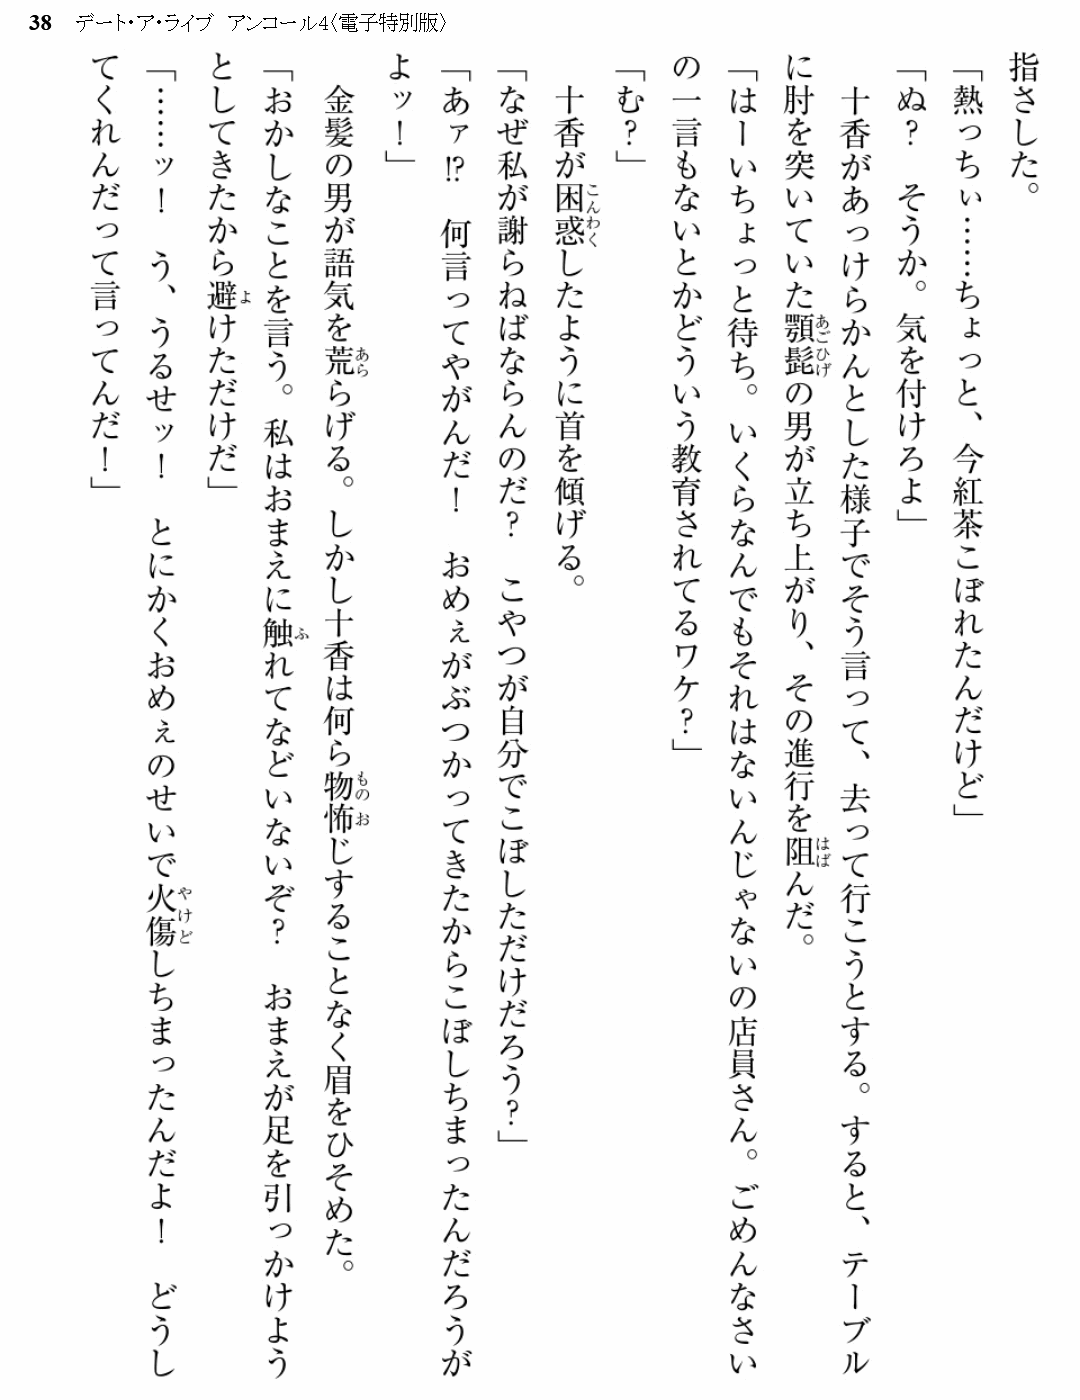 38 デート・ア・ライブ アンコール4〈電子特別版〉
指さした。
「熱っちぃ……ちょっと、今紅茶こぼれたんだけど」
「ぬ？　そうか。気を付けろよ」
　十香があっけらかんとした様子でそう言って、去って行こうとする。すると、テーブル
に肘を突いていた顎髭の男が立ち上がり、その進行を阻んだ。
「はーいちょっと待ち。いくらなんでもそれはないんじゃないの店員さん。ごめんなさい
の一言もないとかどういう教育されてるワケ？」
「む？」
　十香が困惑したように首を傾げる。
「なぜ私が謝らねばならんのだ？　こやつが自分でこぼしただけだろう？」
「あァ!?　何言ってやがんだ！　おめぇがぶつかってきたからこぼしちまったんだろうが
よッ！」
　金髪の男が語気を荒らげる。しかし十香は何ら物怖じすることなく眉をひそめた。
「おかしなことを言う。私はおまえに触れてなどいないぞ？　おまえが足を引っかけよう
としてきたから避けただけだ」
「……ッ！　う、うるせッ！　とにかくおめぇのせいで火傷しちまったんだよ！　どうし
てくれんだって言ってんだ！」